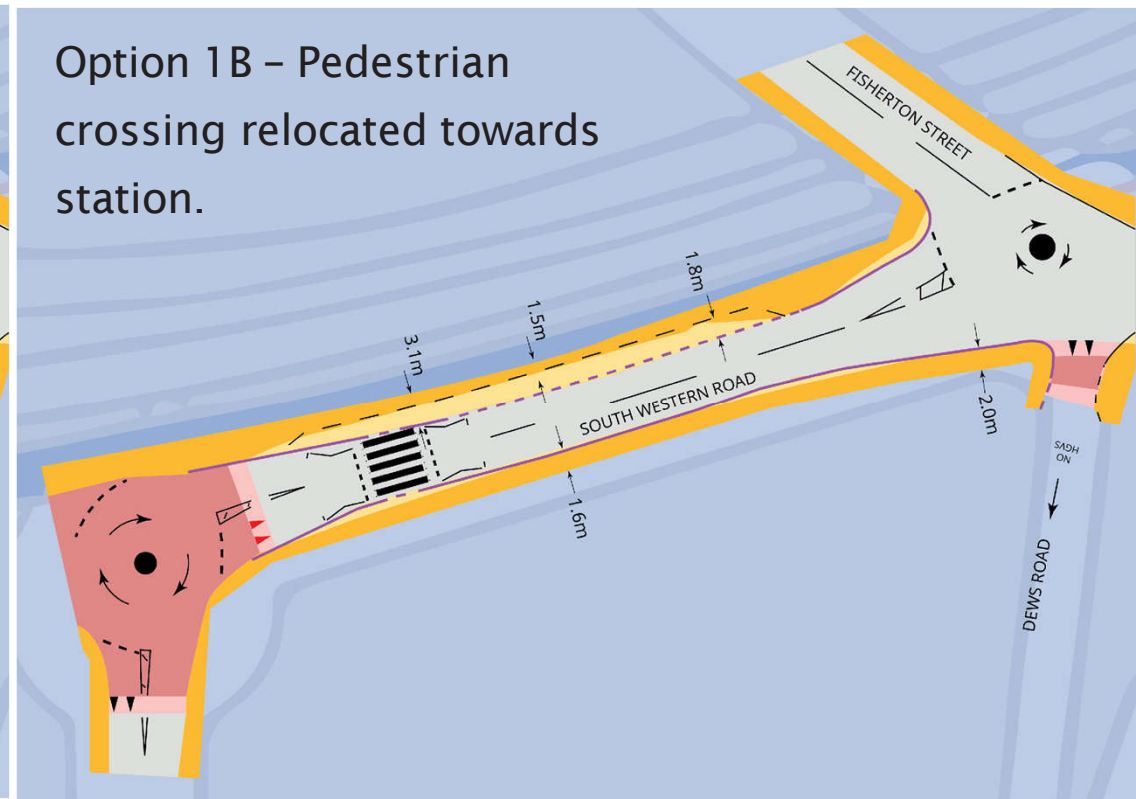 Option 1B – Pedestrian
crossing relocated towards
station.
FISHERTON STREET
1.8m
1.5m
3.1m
SOUTH WESTERN ROAD
2.0m
1.6m
NO
HGVS
DEWS ROAD